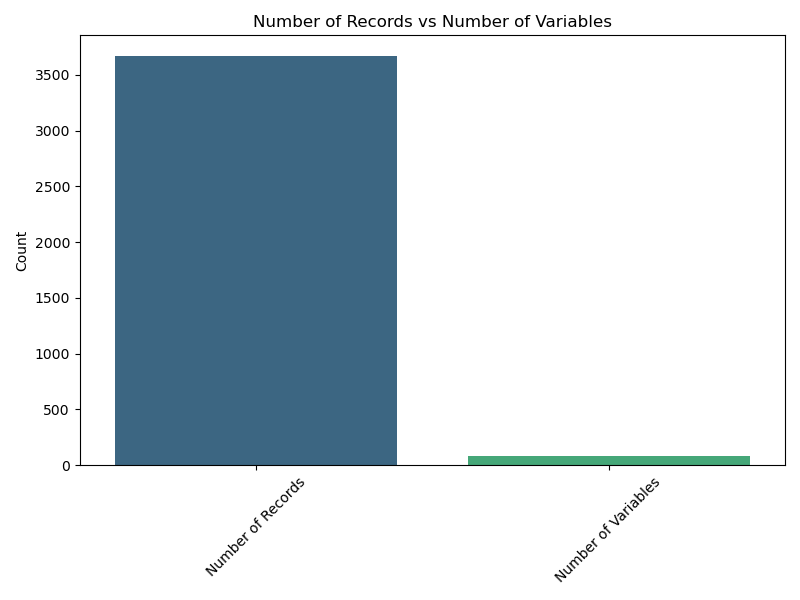 Number of Records vs Number of Variables
3500
3000
2500
2000
1500
1000
500
0
Count
Number of Records
Number of Variables